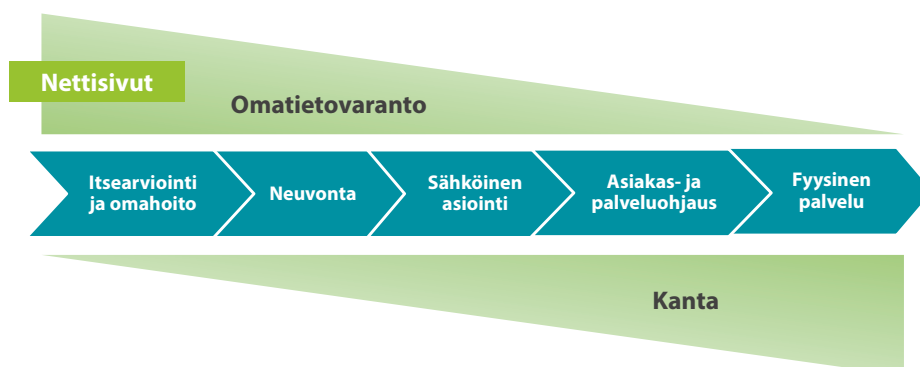 Nettisivut
Omatietovaranto
Itsearviointi
ja omahoito
Neuvonta
Sähköinen
asiointi
Asiakas- ja
palveluohjaus
Fyysinen
palvelu
Kanta